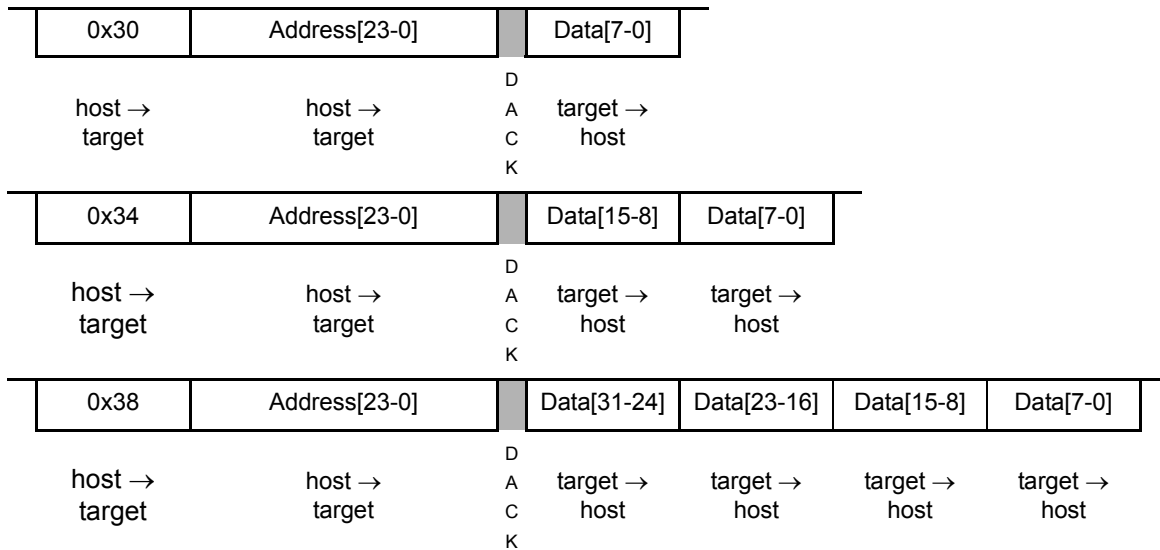 0x30 Address[23-0] Data[7-0]
D
host → host → A target →
target target C host
K
0x34 Address[23-0] Data[15-8] Data[7-0]
D
host → host → A target → target →
target target C host host
K
0x38 Address[23-0] Data[31-24] Data[23-16] Data[15-8] Data[7-0]
D
host → host → A target → target → target → target →
target target C host host host host
K